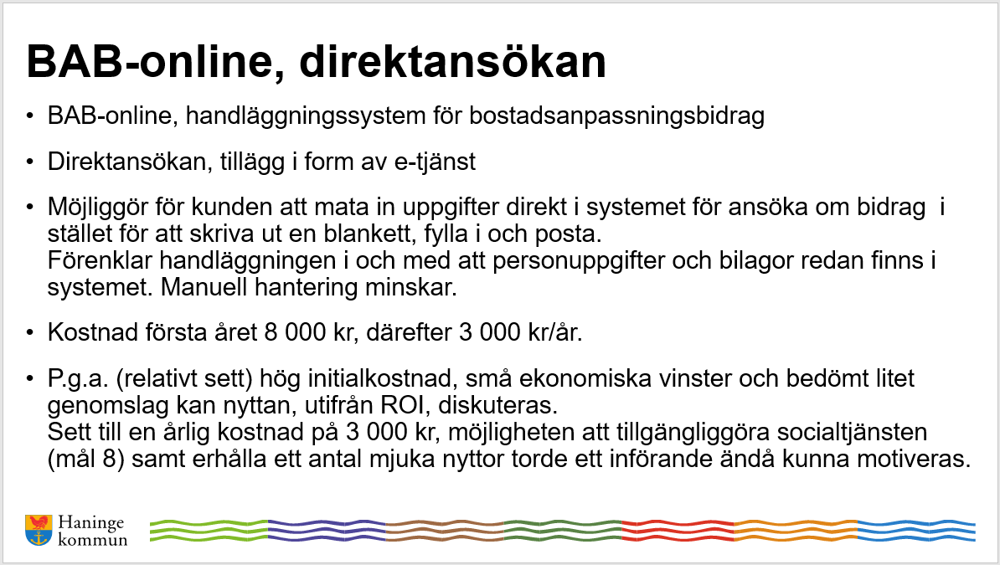 BAB-online, direktansökan
• BAB-online, handläggningssystem för bostadsanpassningsbidrag
• Direktansökan, tillägg i form av e-tjänst
• Möjliggör för kunden att mata in uppgifter direkt i systemet för ansöka om bidrag  i
stället för att skriva ut en blankett, fylla i och posta.
Förenklar handläggningen i och med att personuppgifter och bilagor redan finns i
systemet. Manuell hantering minskar.
• Kostnad första året 8 000 kr, därefter 3 000 kr/år.
• P.g.a. (relativt sett) hög initialkostnad, små ekonomiska vinster och bedömt litet
genomslag kan nyttan, utifrån ROI, diskuteras.
Sett till en årlig kostnad på 3 000 kr, möjligheten att tillgängliggöra socialtjänsten
(mål 8) samt erhålla ett antal mjuka nyttor torde ett införande ändå kunna motiveras.
Haninge
kommun